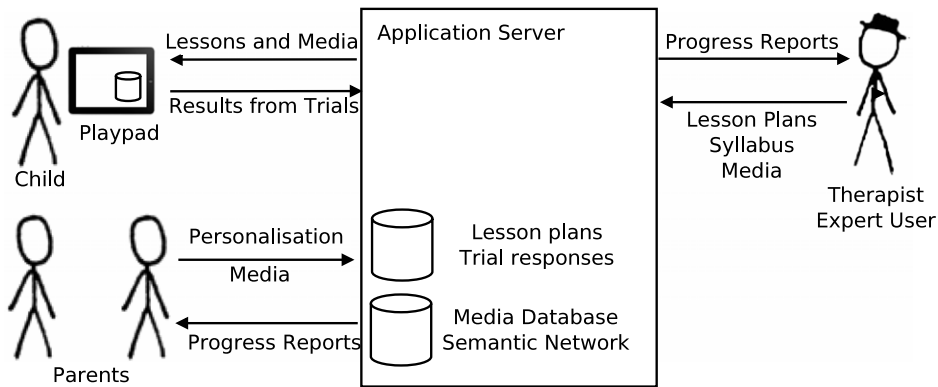 Lessons and Media
Results from Trials
Playpad
Child
Application Server
Progress Reports
Lesson Plans
Syllabus
Media
Therapist
Expert User
Personalisation
Media
Progress Reports
Parents
Lesson plans
Trial responses
Media Database
Semantic Network